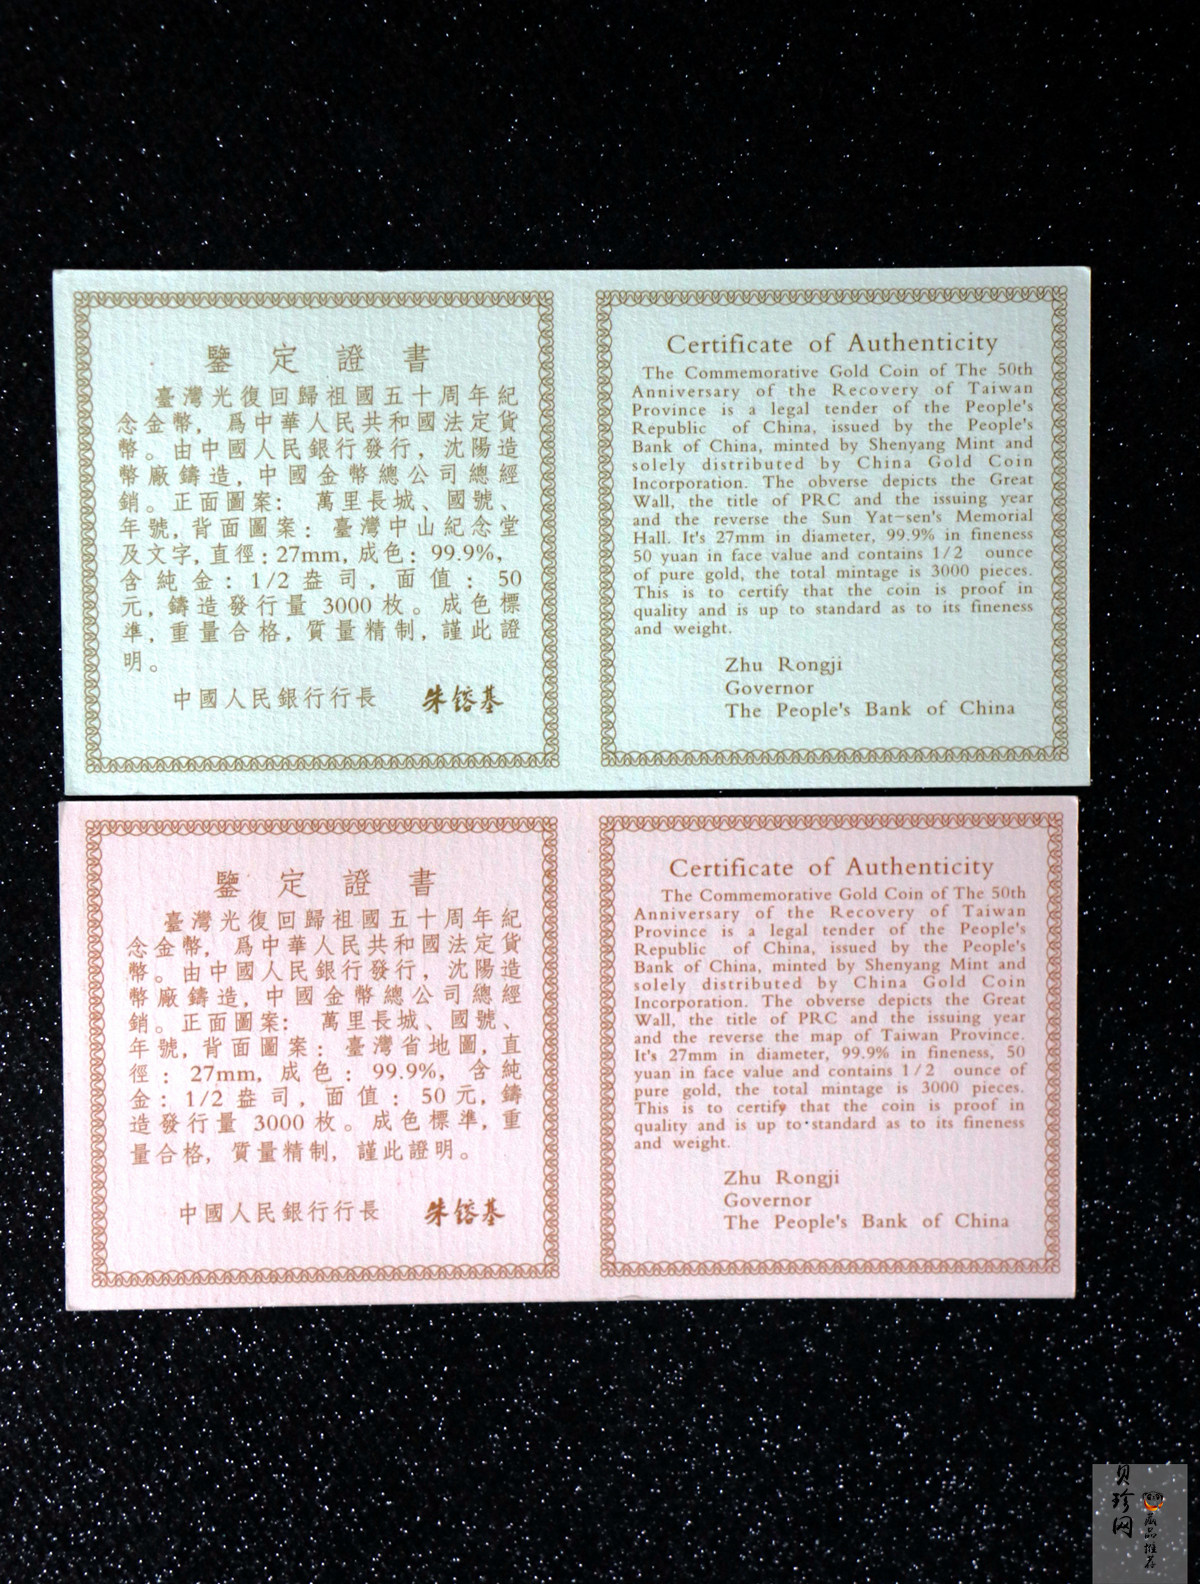 鑒定證書
臺灣光復回歸祖國五十周年紀
念金幣，爲中華人民共和國法定貨
幣。由中國人民銀行發行，沈陽造
幣廠鑄造，中國金幣總公司總經
銷。正面圖案：萬里長城、國號、
年號，背面圖案：臺灣中山紀念堂
及文字，直徑：27mm，成色：99.9%，
含純金：1/2盎司，面值：50
元，鑄造發行量 3000 枚。成色標
準，重量合格，質量精制，謹此證
明。
中國人民銀行行長 朱镕基
Certificate of Authenticity
The Commemorative Gold Coin of The 50th
Anniversary of the Recovery of Taiwan
Province is a legal tender of the People's
Republic of China, issued by the People's
Bank of China, minted by Shenyang Mint and
solely distributed by China Gold Coin
Incorporation. The obverse depicts the Great
Wall, the title of PRC and the issuing year
and the reverse the Sun Yat-sen's Memorial
Hall. It's 27mm in diameter, 99.9% in fineness
50 yuan in face value and contains 1/2 ounce
of pure gold, the total mintage is 3000 pieces.
This is to certify that the coin is proof in
quality and is up to standard as to its fineness
and weight.
Zhu Rongji
Governor
The People's Bank of China
鑒定證書
臺灣光復回歸祖國五十周年紀
念金幣，爲中華人民共和國法定貨
幣。由中國人民銀行發行，沈陽造
幣廠鑄造，中國金幣總公司總經
銷。正面圖案：萬里長城、國號、
年號，背面圖案：臺灣省地圖，直
徑：27mm，成色：99.9%，含純
金：1/2盎司，面值：50元，鑄
造發行量 3000 枚。成色標準，重
量合格，質量精制，謹此證明。
中國人民銀行行長 朱镕基
Certificate of Authenticity
The Commemorative Gold Coin of The 50th
Anniversary of the Recovery of Taiwan
Province is a legal tender of the People's
Republic of China, issued by the People's
Bank of China, minted by Shenyang Mint and
solely distributed by China Gold Coin
Incorporation. The obverse depicts the Great
Wall, the title of PRC and the issuing year
and the reverse the map of Taiwan Province.
It's 27mm in diameter, 99.9% in fineness, 50
yuan in face value and contains 1/2 ounce of
pure gold, the total mintage is 3000 pieces.
This is to certify that the coin is proof in
quality and is up to standard as to its fineness
and weight.
Zhu Rongji
Governor
The People's Bank of China
贝珍网
藏品推荐